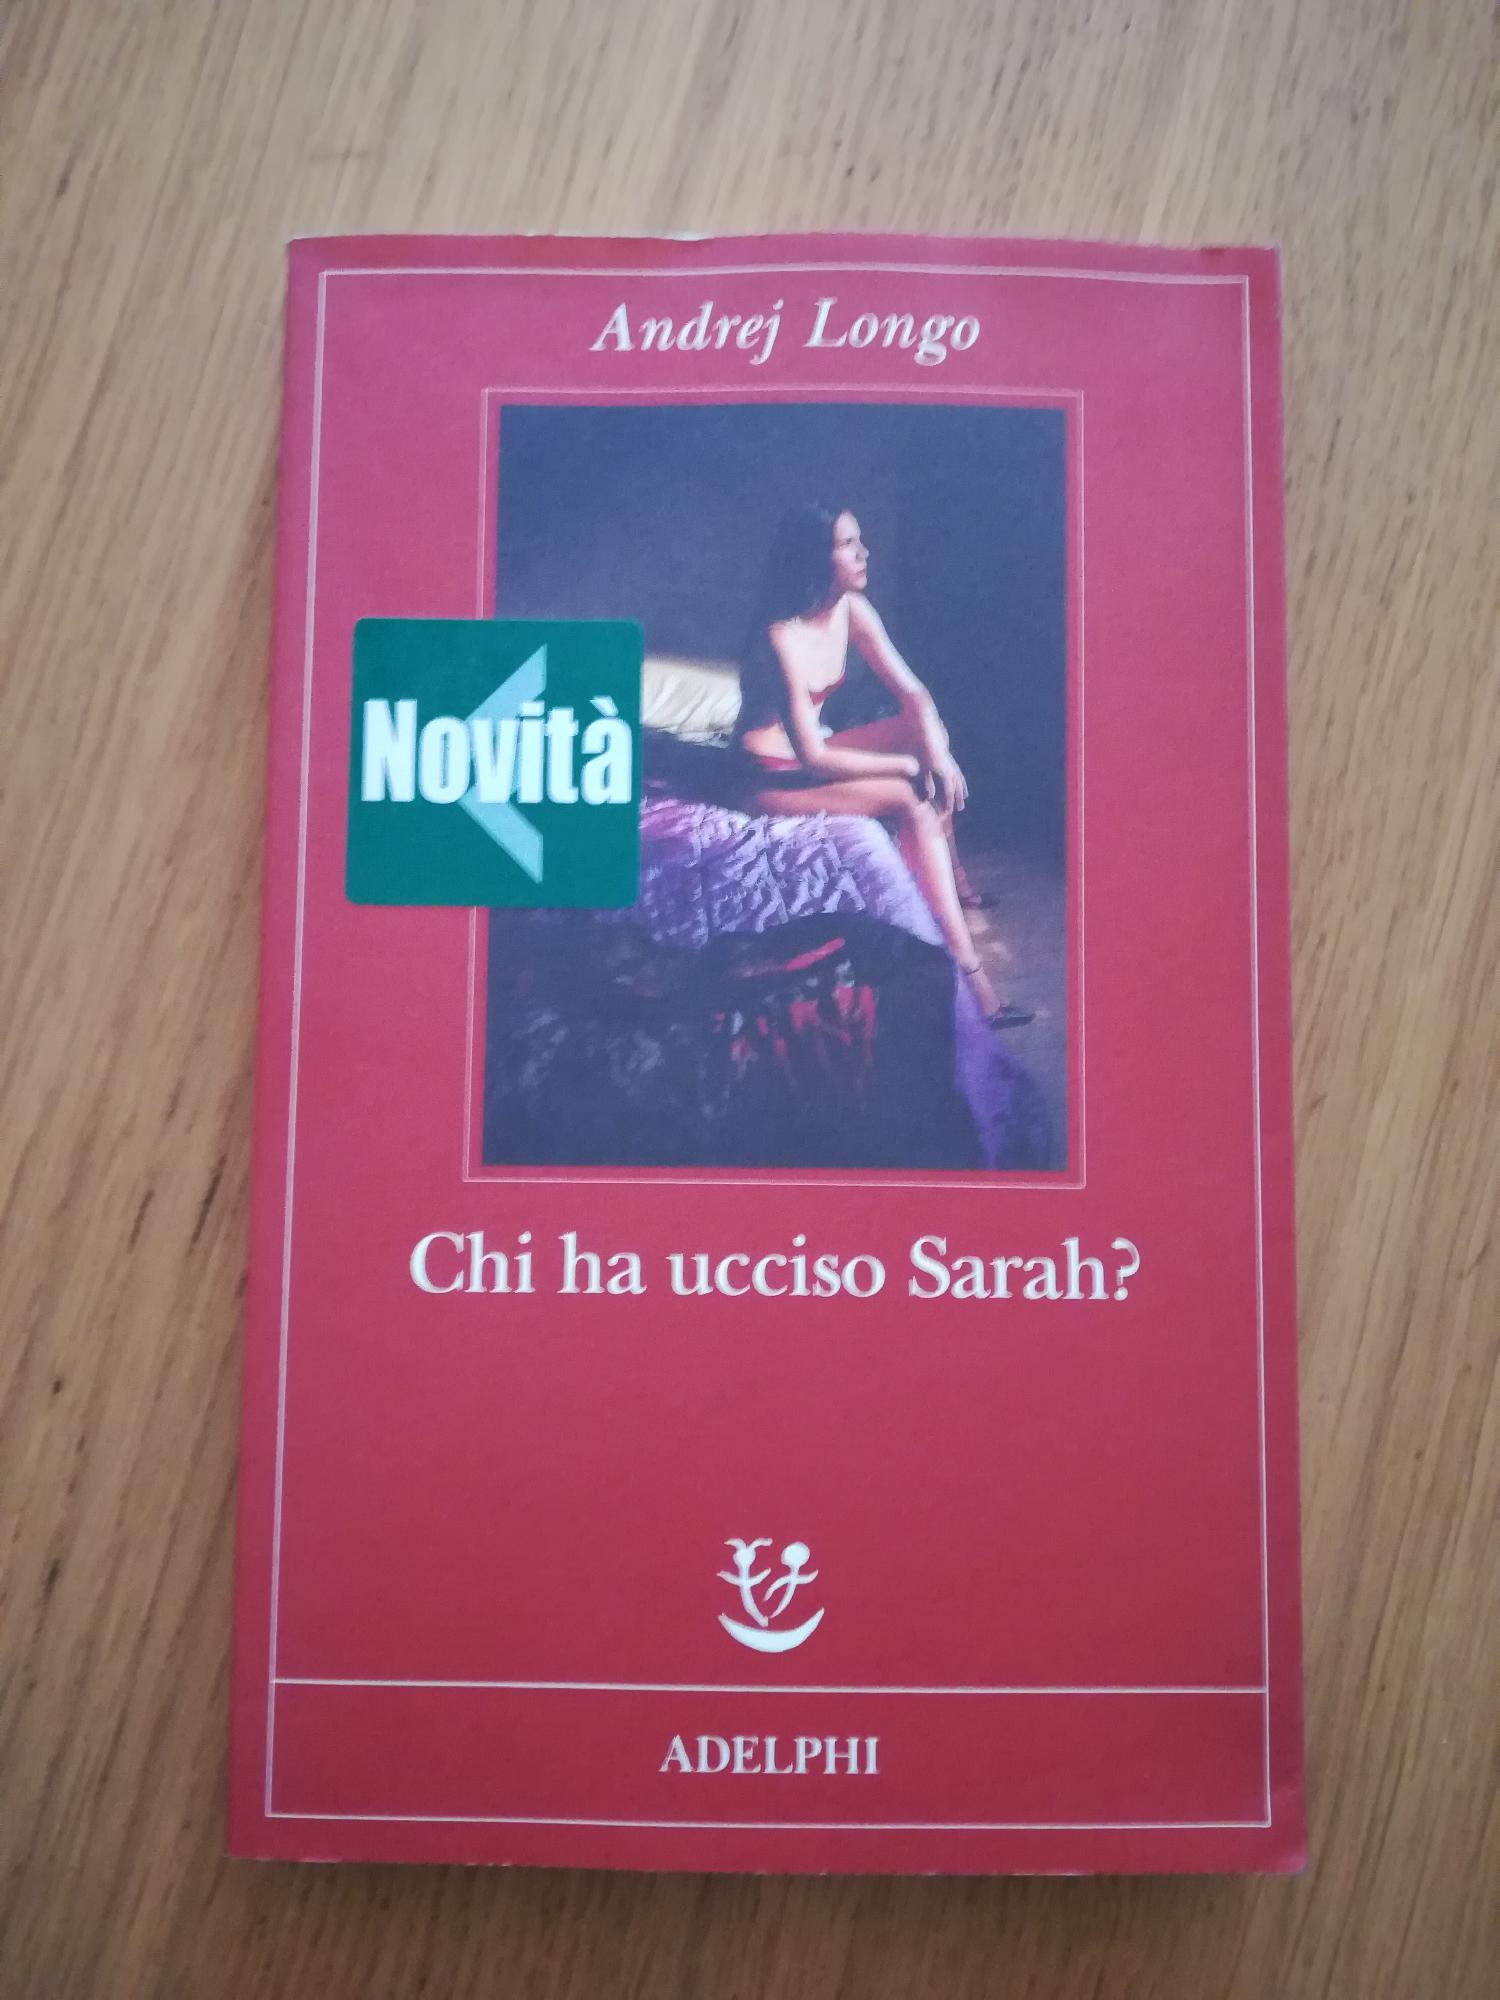 Andrej Longo
Novità
Chi ha ucciso Sarah?
ADELPHI